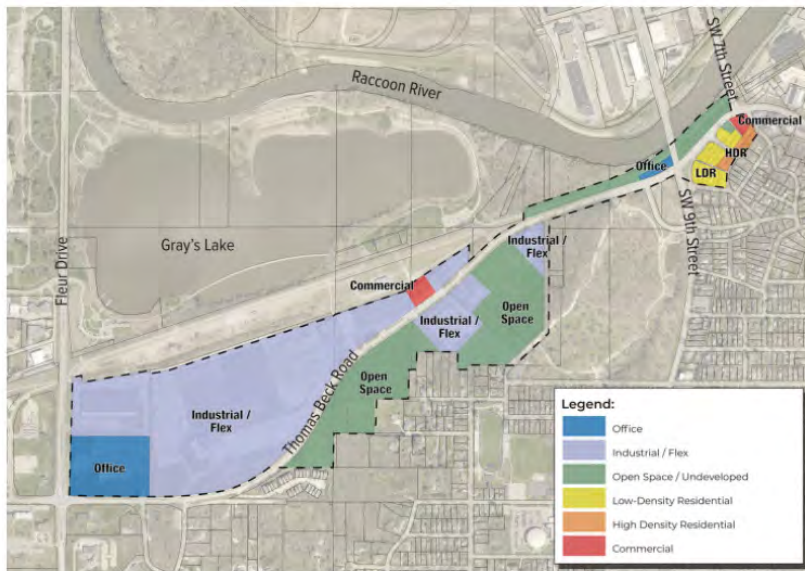 SW 7th Street
Raccoon River
Commercial
HDR
Office
LDR
SW 9th Street
Fleur Drive
Gray's Lake
Industrial /
Flex
Commercial
Industrial /
Flex
Open
Space
Open
Space
Thomas Beck Road
Industrial /
Flex
Office
Legend:
Office
Industrial / Flex
Open Space / Undeveloped
Low-Density Residential
High Density Residential
Commercial